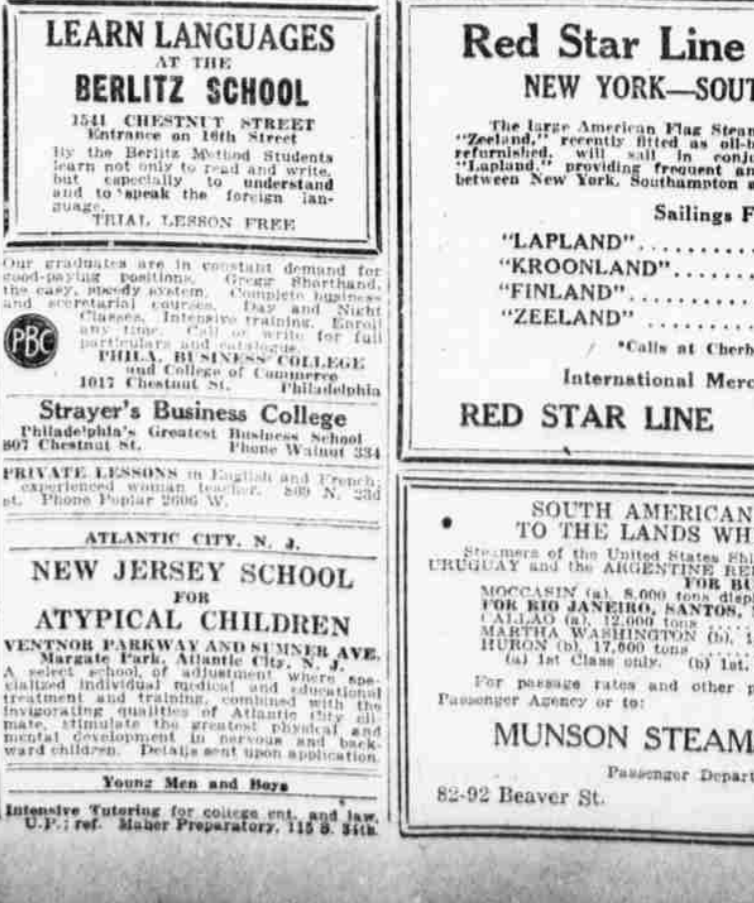 LEARN LANGUAGES
AT THE
BERLITZ SCHOOL
1541 CHESTNUT STREET
Entrance on 16th Street
By the Berlitz Method Students
learn not only to read and write,
but especially to understand
and to speak the foreign lan-
guage.
TRIAL LESSON FREE
Our graduates are in constant demand for
good-paying positions. Gregg Shorthand,
the easy, speedy system. Complete business
and secretarial courses. Day and Night
Classes. Intensive training. Enroll
any time. Call or write for full
particulars and catalogue.
PBC
PHILA. BUSINESS COLLEGE
and College of Commerce
1017 Chestnut St. Philadelphia
Strayer's Business College
Philadelphia's Greatest Business School
807 Chestnut St. Phone Walnut 384
PRIVATE LESSONS in English and French;
experienced woman teacher. 809 N. 23d
st. Phone Poplar 2606 W.
ATLANTIC CITY, N. J.
NEW JERSEY SCHOOL
FOR
ATYPICAL CHILDREN
VENTNOR PARKWAY AND SUMNER AVE.
Margate Park, Atlantic City, N. J.
A select school, of adjustment where spe-
cialized individual medical and educational
treatment and training, combined with the
invigorating qualities of Atlantic City cli-
mate, stimulate the greatest physical and
mental development in nervous and back-
ward children. Details sent upon application.
Young Men and Boys
Intensive Tutoring for college ent. and law,
U.P.; ref. Maher Preparatory, 115 S. 34th.
Red Star Line
NEW YORK—SOUT
The large American Flag Steam
"Zeeland," recently fitted as oil-b
refurnished, will sail in conju
"Lapland," providing frequent an
between New York, Southampton a
Sailings F
"LAPLAND"..........
"KROONLAND".......
"FINLAND"..........
"ZEELAND" .........
*Calls at Cherb
International Merc
RED STAR LINE
SOUTH AMERICAN
TO THE LANDS WH
Steamers of the United States Shi
URUGUAY and the ARGENTINE REP
FOR BU
MOCCASIN (a), 8,000 tons displ
FOR RIO JANEIRO, SANTOS,
CALLAO (a), 12,000 tons .....
MARTHA WASHINGTON (b), 1
HURON (b), 17,600 tons .....
(a) 1st Class only. (b) 1st.
For passage rates and other p
Passenger Agency or to:
MUNSON STEAM
Passenger Depart
82-92 Beaver St.